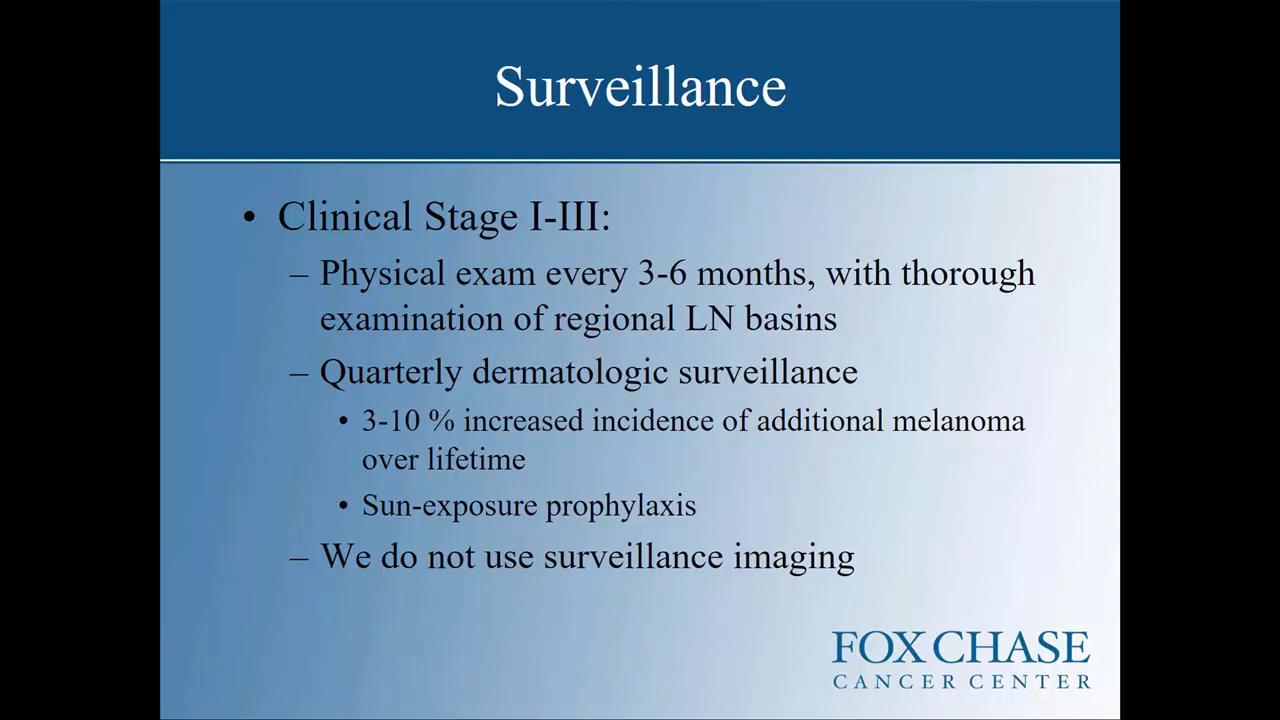 Surveillance
• Clinical Stage I-III:
– Physical exam every 3-6 months, with thorough
examination of regional LN basins
– Quarterly dermatologic surveillance
• 3-10 % increased incidence of additional melanoma
over lifetime
• Sun-exposure prophylaxis
– We do not use surveillance imaging
FOX CHASE
CANCER CENTER